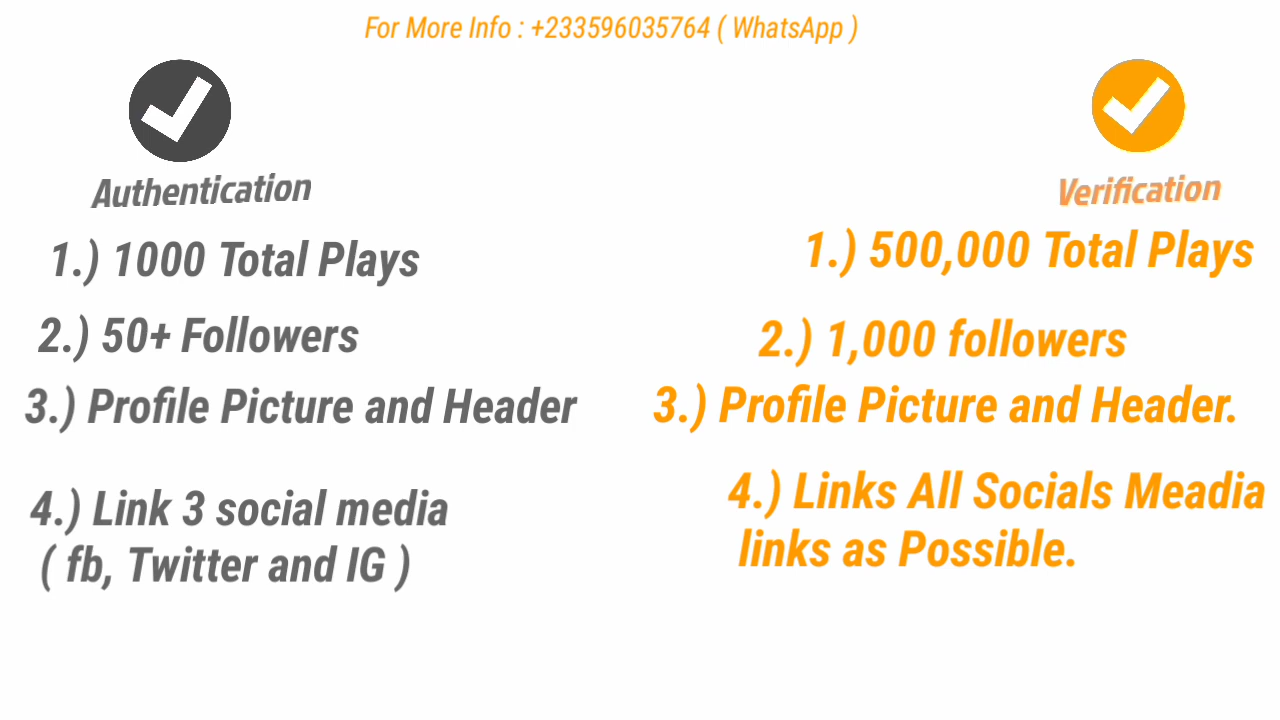 For More Info : +233596035764 ( WhatsApp )
Authentication
1.) 1000 Total Plays
2.) 50+ Followers
3.) Profile Picture and Header
4.) Link 3 social media
( fb, Twitter and IG )
Verification
1.) 500,000 Total Plays
2.) 1,000 followers
3.) Profile Picture and Header.
4.) Links All Socials Meadia
links as Possible.